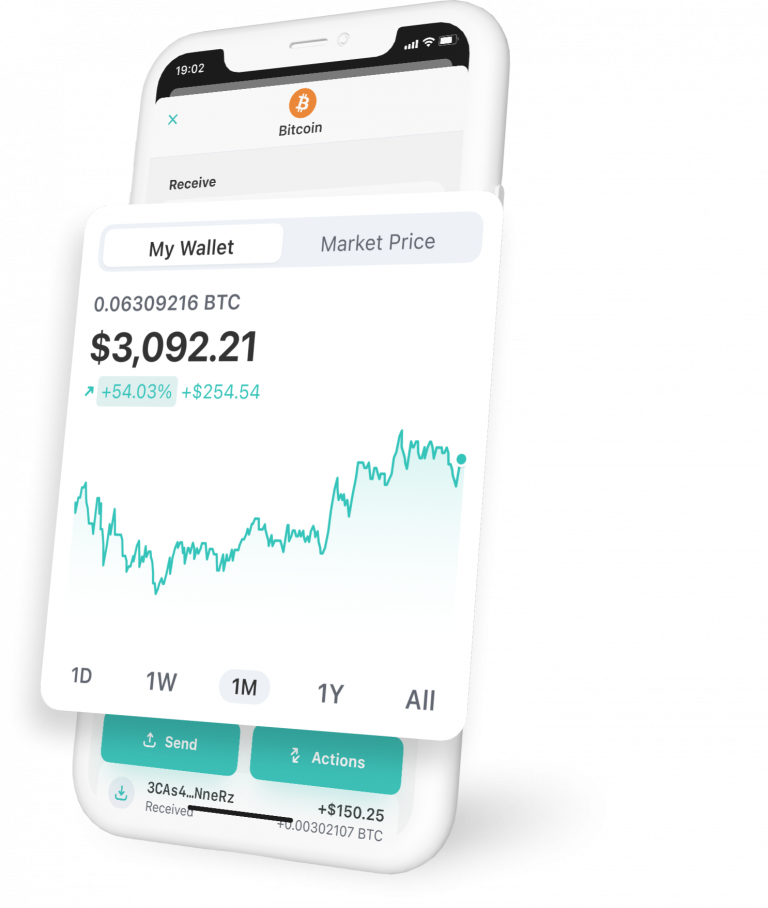 19:02
Bitcoin
Receive
My Wallet Market Price
0.06309216 BTC
$3,092.21
+54.03% +$254.54
1D 1W 1M 1Y All
Send Actions
3CAs4...NneRz +$150.25
Received +0.00302107 BTC